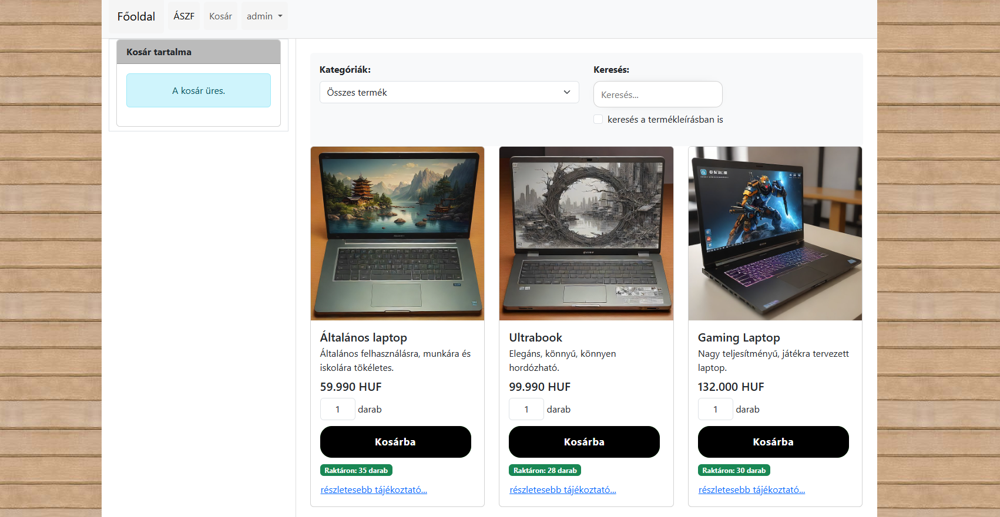 Főoldal ÁSZF Kosár admin
Kosár tartalma
A kosár üres.
Kategóriák:
Összes termék
Keresés:
Keresés...
keresés a termékleírásban is
Általános laptop
Általános felhasználásra, munkára és
iskolára tökéletes.
59.990 HUF
1 darab
Kosárba
Raktáron: 35 darab
részletesebb tájékoztató...
Ultrabook
Elegáns, könnyű, könnyen
hordózható.
99.990 HUF
1 darab
Kosárba
Raktáron: 28 darab
részletesebb tájékoztató...
Gaming Laptop
Nagy teljesítményű, játékra tervezett
laptop.
132.000 HUF
1 darab
Kosárba
Raktáron: 30 darab
részletesebb tájékoztató...